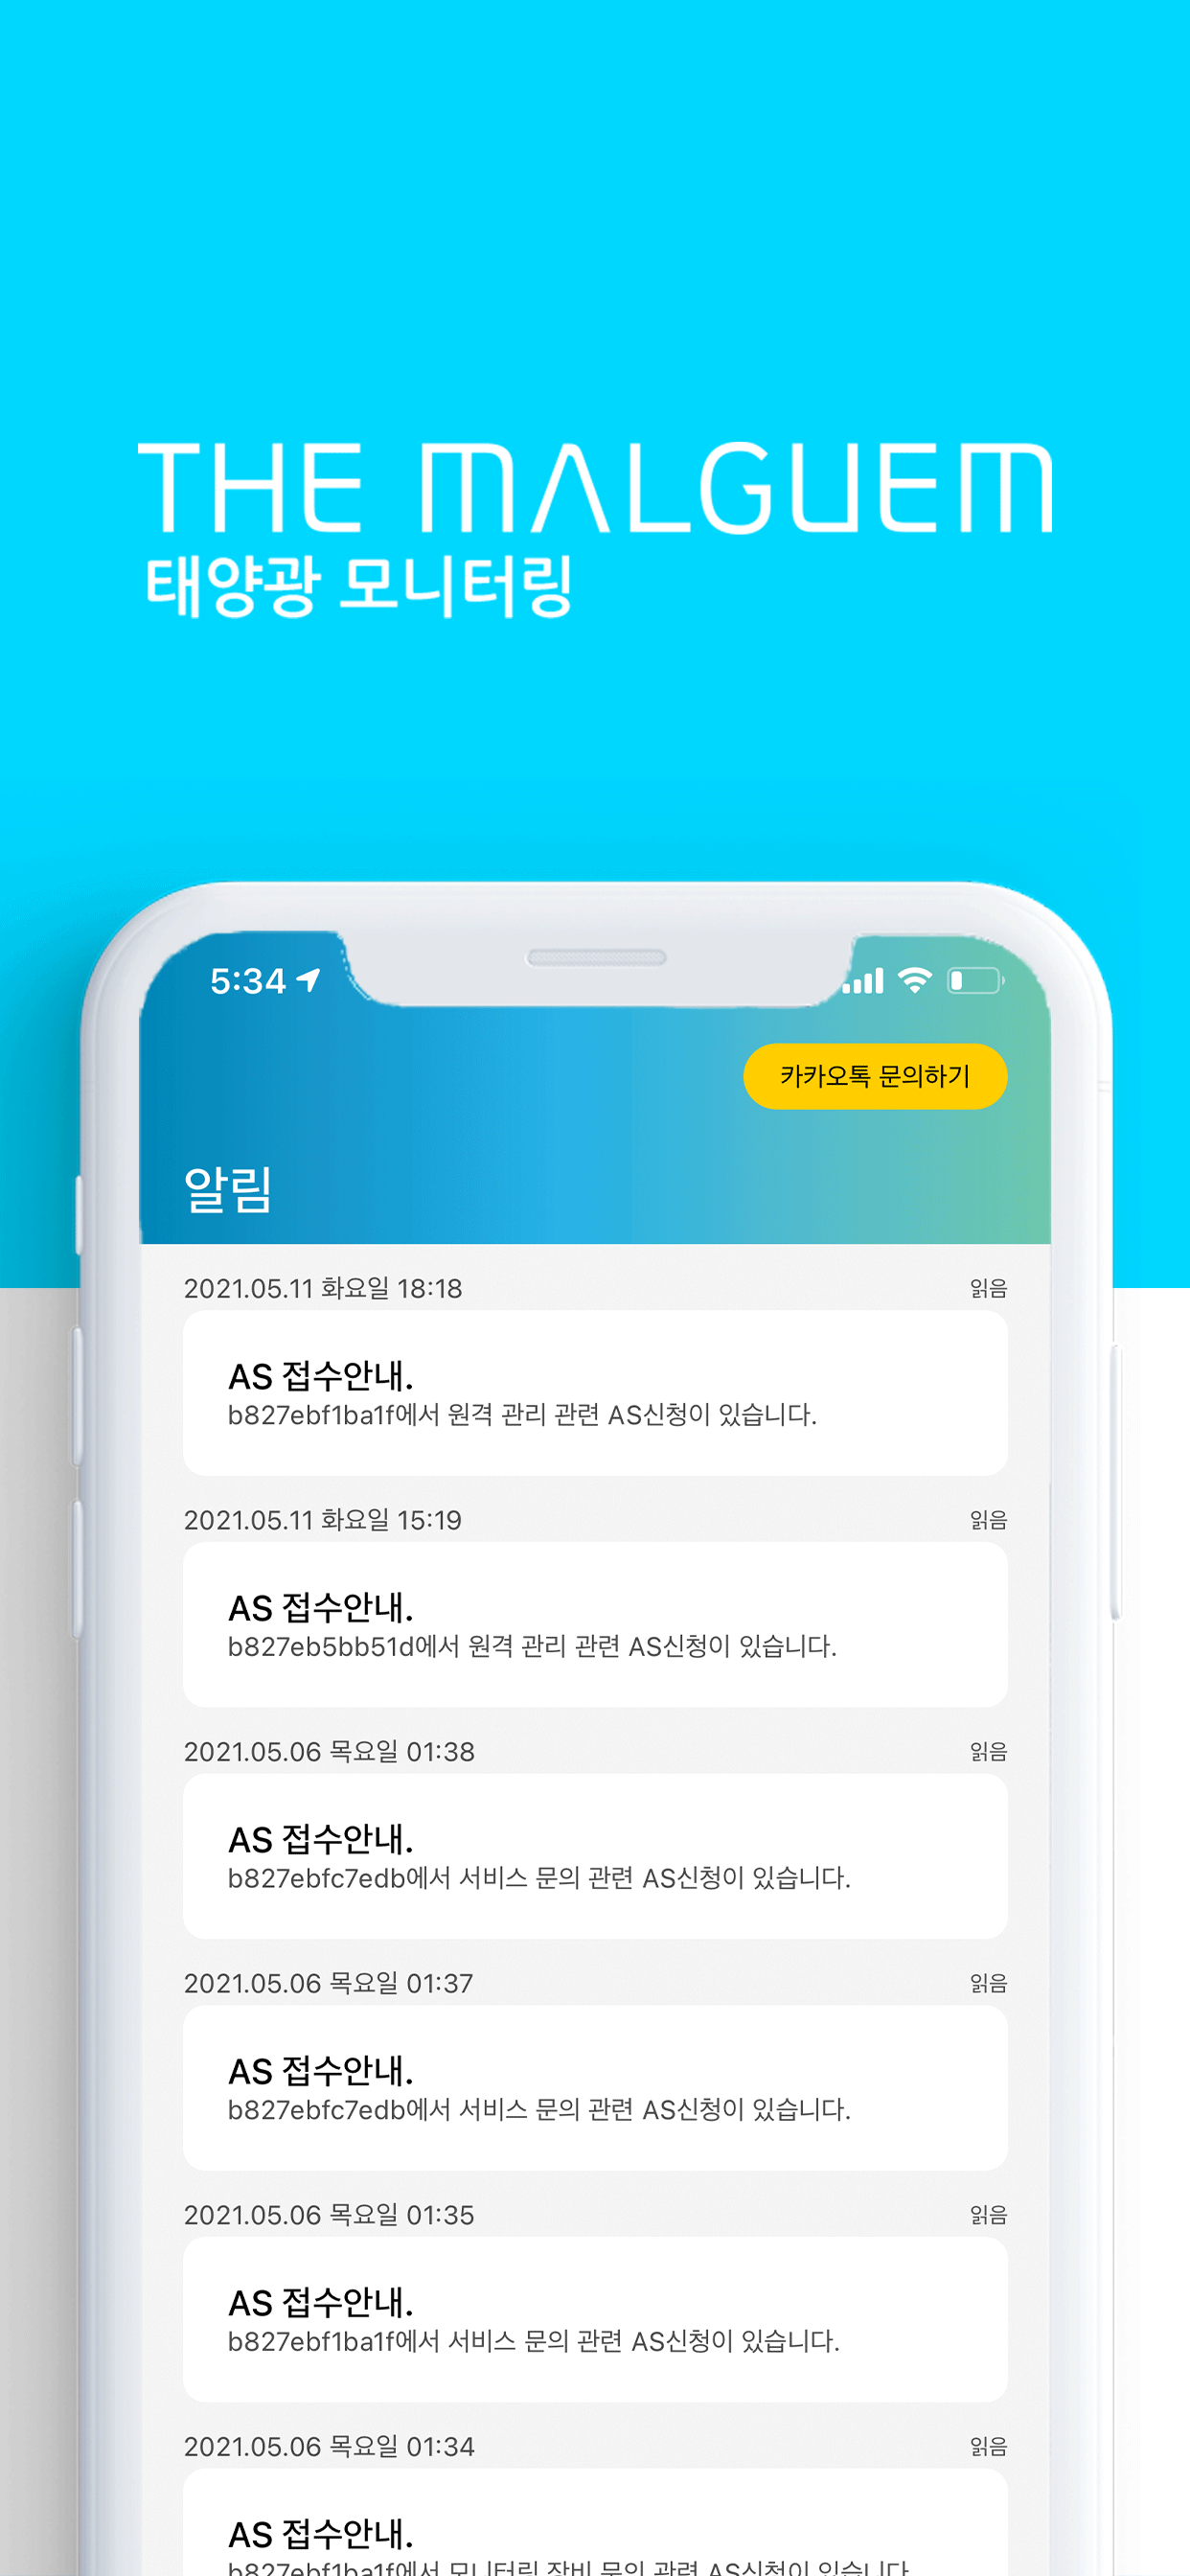 THE MALGUEM
태양광 모니터링
5:34
카카오톡 문의하기
알림
2021.05.11 화요일 18:18 읽음
AS 접수안내.
b827ebf1ba1f에서 원격 관리 관련 AS신청이 있습니다.
2021.05.11 화요일 15:19 읽음
AS 접수안내.
b827eb5bb51d에서 원격 관리 관련 AS신청이 있습니다.
2021.05.06 목요일 01:38 읽음
AS 접수안내.
b827ebfc7edb에서 서비스 문의 관련 AS신청이 있습니다.
2021.05.06 목요일 01:37 읽음
AS 접수안내.
b827ebfc7edb에서 서비스 문의 관련 AS신청이 있습니다.
2021.05.06 목요일 01:35 읽음
AS 접수안내.
b827ebf1ba1f에서 서비스 문의 관련 AS신청이 있습니다.
2021.05.06 목요일 01:34 읽음
AS 접수안내.
b827ebf1ba1f에서 모니터링 장비 문의 관련 AS신청이 있습니다.